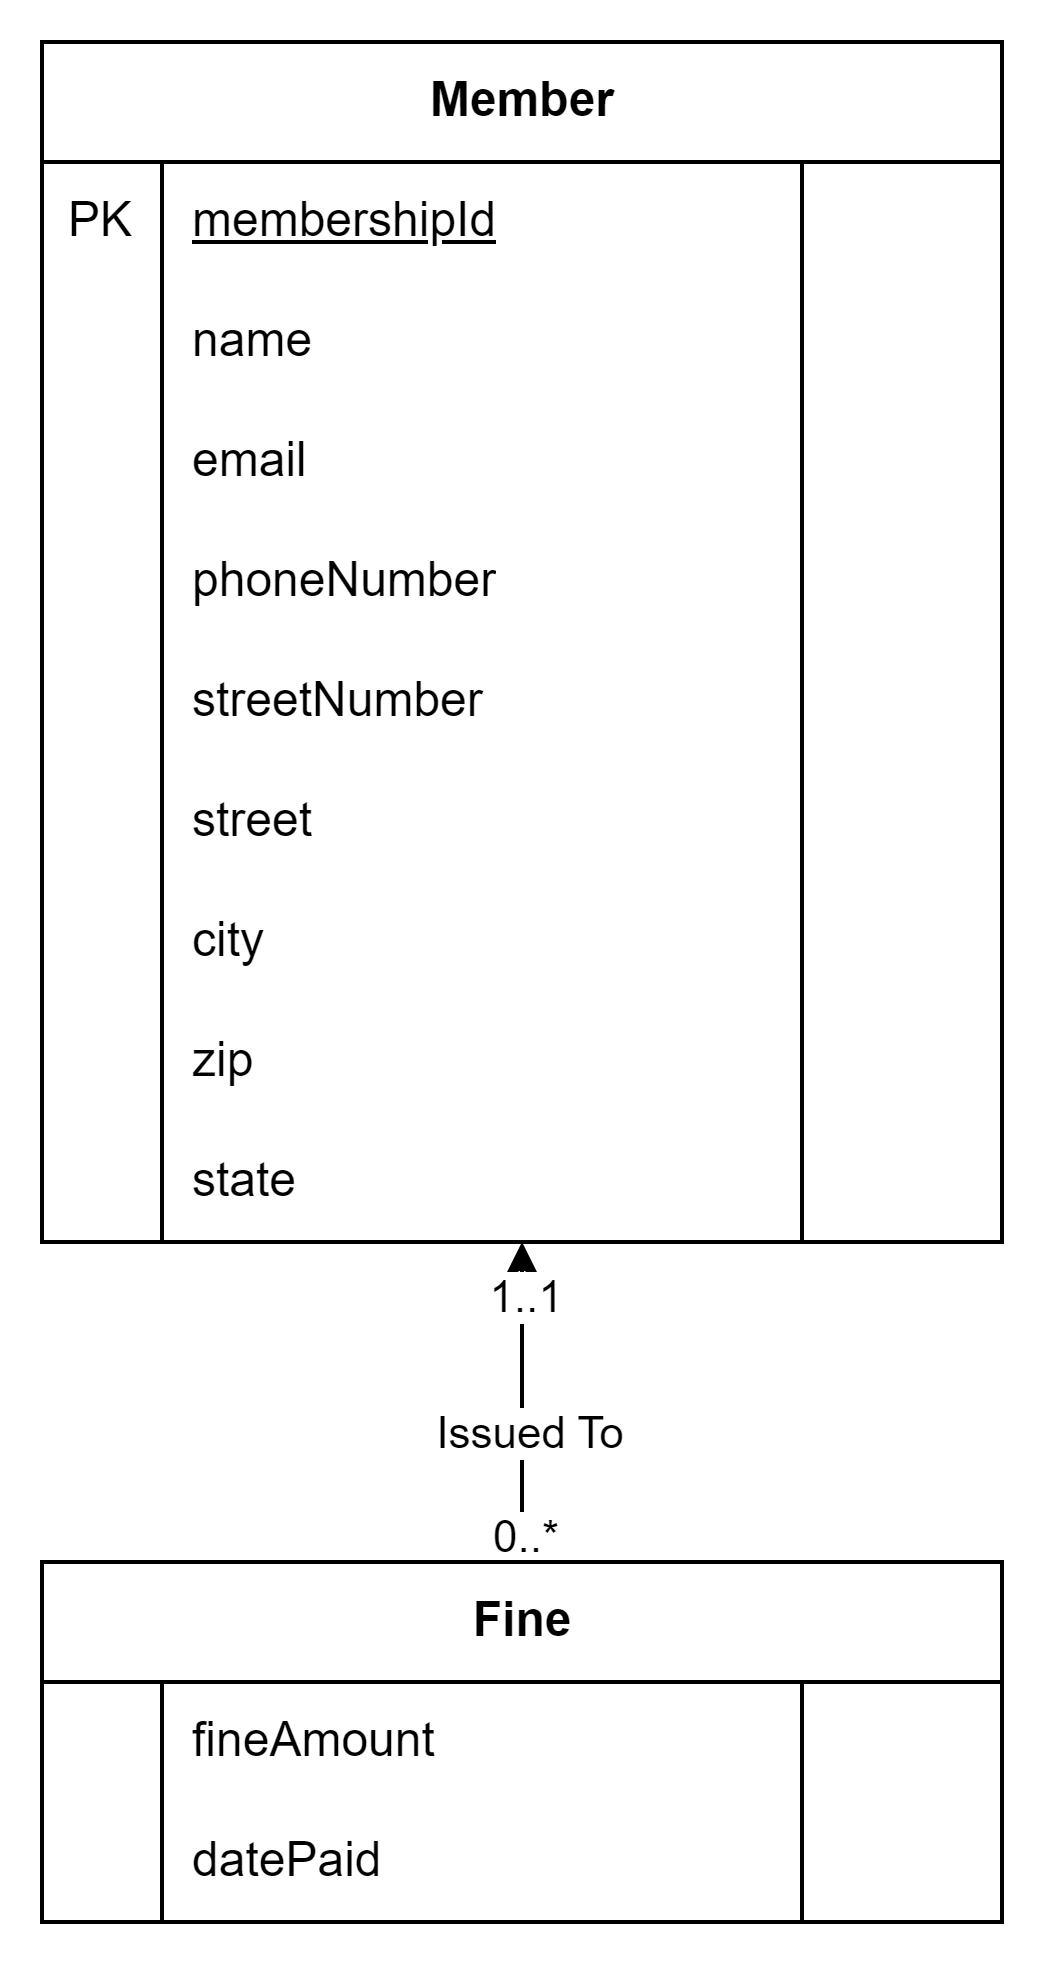 Member
PK membershipId
name
email
phoneNumber
streetNumber
street
city
zip
state
1..1
Issued To
0..*
Fine
fineAmount
datePaid